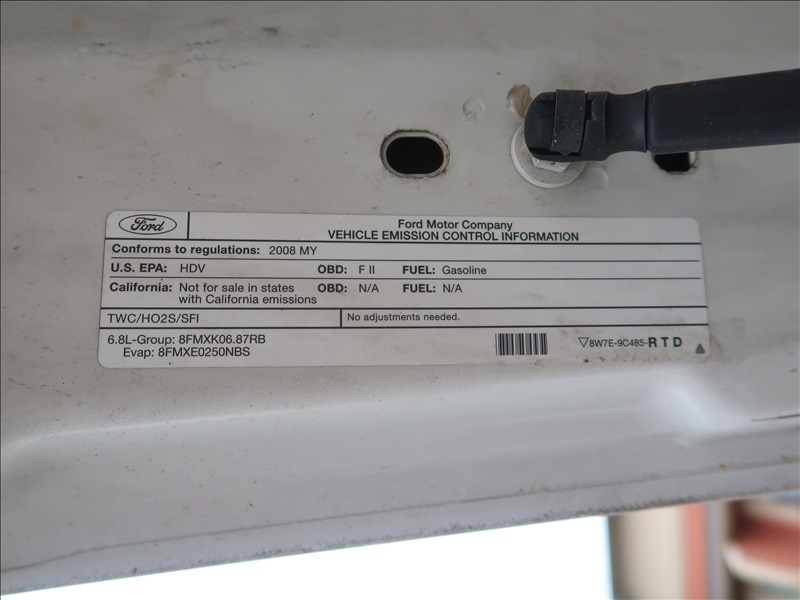 Ford
Ford Motor Company
VEHICLE EMISSION CONTROL INFORMATION
Conforms to regulations: 2008 MY
U.S. EPA: HDV OBD: F II FUEL: Gasoline
California: Not for sale in states with California emissions OBD: N/A FUEL: N/A
TWC/HO2S/SFI No adjustments needed.
6.8L-Group: 8FMXK06.87RB
Evap: 8FMXE0250NBS
8W7E-9C485-RTD